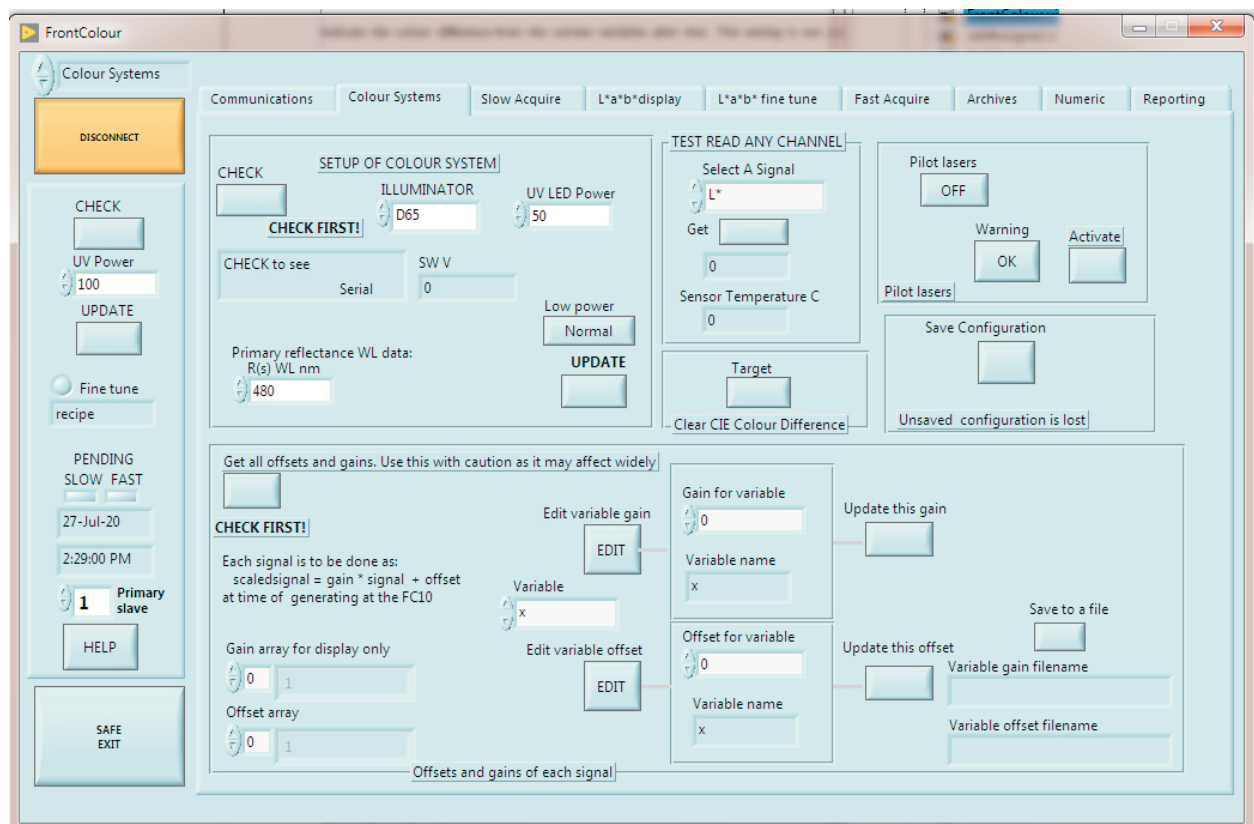 FrontColour
Colour Systems
DISCONNECT
CHECK
UV Power
100
UPDATE
Fine tune
recipe
PENDING
SLOW FAST
27-Jul-20
2:29:00 PM
1 Primary
slave
HELP
SAFE
EXIT
Communications Colour Systems Slow Acquire L*a*b*display L*a*b* fine tune Fast Acquire Archives Numeric Reporting
SETUP OF COLOUR SYSTEM
CHECK
ILLUMINATOR
D65
UV LED Power
50
CHECK FIRST!
CHECK to see
Serial
SW V
0
Low power
Normal
Primary reflectance WL data:
R(s) WL nm
480
UPDATE
TEST READ ANY CHANNEL
Select A Signal
L*
Get
0
Sensor Temperature C
0
Target
Clear CIE Colour Difference
Pilot lasers
OFF
Warning
OK
Activate
Pilot lasers
Save Configuration
Unsaved configuration is lost
Get all offsets and gains. Use this with caution as it may affect widely
CHECK FIRST!
Each signal is to be done as:
scaledsignal = gain * signal + offset
at time of generating at the FC10
Gain array for display only
0 1
Offset array
0 1
Edit variable gain
EDIT
Variable
x
Edit variable offset
EDIT
Gain for variable
0
Variable name
x
Update this gain
Offset for variable
0
Variable name
x
Update this offset
Save to a file
Variable gain filename
Variable offset filename
Offsets and gains of each signal